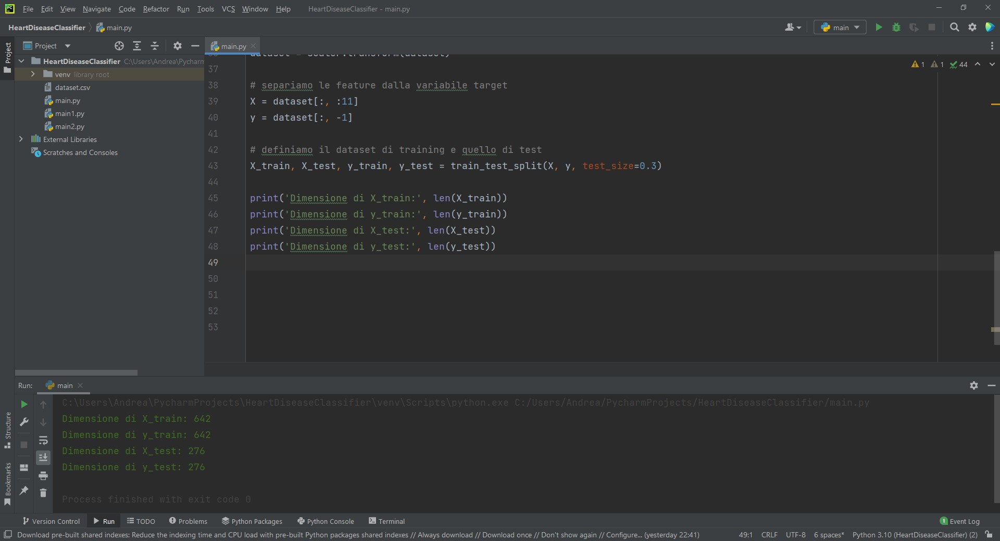 File Edit View Navigate Code Refactor Run Tools VCS Window Help HeartDiseaseClassifier - main.py
HeartDiseaseClassifier main.py main
Project
Project
main.py
HeartDiseaseClassifier C:\Users\Andrea\Pycharm
venv library root
dataset.csv
main.py
main1.py
main2.py
External Libraries
Scratches and Consoles
1 1 44
dataset = scaler.transform(dataset)
37
38 # separiamo le feature dalla variabile target
39 X = dataset[:, :11]
40 y = dataset[:, -1]
41
42 # definiamo il dataset di training e quello di test
43 X_train, X_test, y_train, y_test = train_test_split(X, y, test_size=0.3)
44
45 print('Dimensione di X_train:', len(X_train))
46 print('Dimensione di y_train:', len(y_train))
47 print('Dimensione di X_test:', len(X_test))
48 print('Dimensione di y_test:', len(y_test))
49
50
51
52
53
Run: main
C:\Users\Andrea\PycharmProjects\HeartDiseaseClassifier\venv\Scripts\python.exe C:/Users/Andrea/PycharmProjects/HeartDiseaseClassifier/main.py
Dimensione di X_train: 642
Dimensione di y_train: 642
Dimensione di X_test: 276
Dimensione di y_test: 276
Process finished with exit code 0
Structure
Bookmarks
Version Control Run TODO Problems Python Packages Python Console Terminal 1 Event Log
Download pre-built shared indexes: Reduce the indexing time and CPU load with pre-built Python packages shared indexes // Always download // Download once // Don't show again // Configure... (yesterday 22:41) 49:1 CRLF UTF-8 6 spaces* Python 3.10 (HeartDiseaseClassifier) (2)